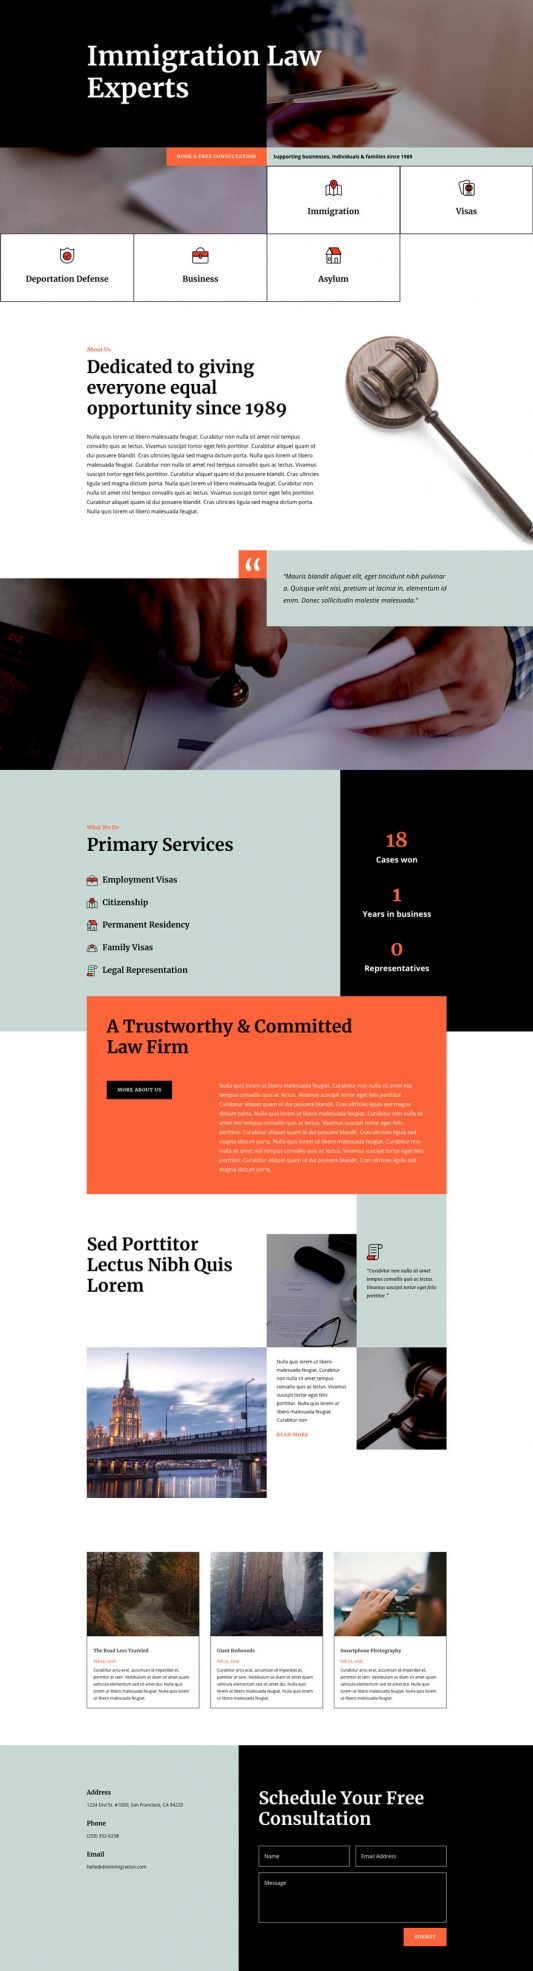 Immigration Law
Experts
BOOK A FREE CONSULTATION
Supporting businesses, individuals & families since 1989
Immigration
Visas
Deportation Defense
Business
Asylum
About Us
Dedicated to giving
everyone equal
opportunity since 1989
Nulla quis lorem ut libero malesuada feugiat. Curabitur non nulla sit amet nisl tempus
convallis quis ac lectus. Vivamus suscipit tortor eget felis porttitor. Curabitur aliquet quam id
dui posuere blandit. Cras ultricies ligula sed magna dictum porta. Nulla quis lorem ut libero
malesuada feugiat. Curabitur non nulla sit amet nisl tempus convallis quis ac lectus. Vivamus
suscipit tortor eget felis porttitor. Curabitur aliquet quam id dui posuere blandit. Cras ultricies
ligula sed magna dictum porta. Nulla quis lorem ut libero malesuada feugiat. Curabitur non
nulla sit amet nisl tempus convallis quis ac lectus. Vivamus suscipit tortor eget felis porttitor.
Curabitur aliquet quam id dui posuere blandit. Cras ultricies ligula sed magna dictum porta.
Nulla quis lorem ut libero malesuada feugiat.
“
"Mauris blandit aliquet elit, eget tincidunt nibh pulvinar
a. Quisque velit nisi, pretium ut lacinia in, elementum id
enim. Donec sollicitudin molestie malesuada."
What We Do
Primary Services
Employment Visas
Citizenship
Permanent Residency
Family Visas
Legal Representation
18
Cases won
1
Years in business
0
Representatives
A Trustworthy & Committed
Law Firm
MORE ABOUT US
Nulla quis lorem ut libero malesuada feugiat. Curabitur non nulla sit amet nisl
tempus convallis quis ac lectus. Vivamus suscipit tortor eget felis porttitor.
Curabitur aliquet quam id dui posuere blandit. Cras ultricies ligula sed magna
dictum porta. Nulla quis lorem ut libero malesuada feugiat. Curabitur non nulla sit
amet nisl tempus convallis quis ac lectus. Vivamus suscipit tortor eget felis
porttitor. Curabitur aliquet quam id dui posuere blandit. Cras ultricies ligula sed
magna dictum porta. Nulla quis lorem ut libero malesuada feugiat. Curabitur non
nulla sit amet nisl tempus convallis quis ac lectus. Vivamus suscipit tortor eget felis
porttitor. Curabitur aliquet quam id dui posuere blandit. Cras ultricies ligula sed
magna dictum porta.
Sed Porttitor
Lectus Nibh Quis
Lorem
"Curabitur non nulla sit amet
tempus convallis quis ac lectus.
Vivamus suscipit tortor eget felis
porttitor."
Nulla quis lorem ut libero
malesuada feugiat. Curabitur
non nulla sit amet tempus
convallis quis ac lectus. Vivamus
suscipit tortor eget felis
porttitor. Nulla quis lorem ut
libero malesuada feugiat.
Curabitur non
READ MORE
The Road Less Traveled
Feb 12, 2018
Curabitur arcu erat, accumsan id imperdiet et,
porttitor at sem. Vestibulum ac diam sit amet quam
vehicula elementum sed sit amet dui. Nulla quis
lorem ut libero malesuada feugiat. Nulla quis lorem
ut libero malesuada feugiat.
Giant Redwoods
Feb 12, 2018
Curabitur arcu erat, accumsan id imperdiet et,
porttitor at sem. Vestibulum ac diam sit amet quam
vehicula elementum sed sit amet dui. Nulla quis
lorem ut libero malesuada feugiat. Nulla quis lorem
ut libero malesuada feugiat.
Smartphone Photography
Feb 12, 2018
Curabitur arcu erat, accumsan id imperdiet et,
porttitor at sem. Vestibulum ac diam sit amet quam
vehicula elementum sed sit amet dui. Nulla quis
lorem ut libero malesuada feugiat. Nulla quis lorem
ut libero malesuada feugiat.
Address
1234 Divi St. #1000, San Francisco, CA 94220
Phone
(255) 352-6258
Email
hello@divimmigration.com
Schedule Your Free
Consultation
Name
Email Address
Message
SUBMIT